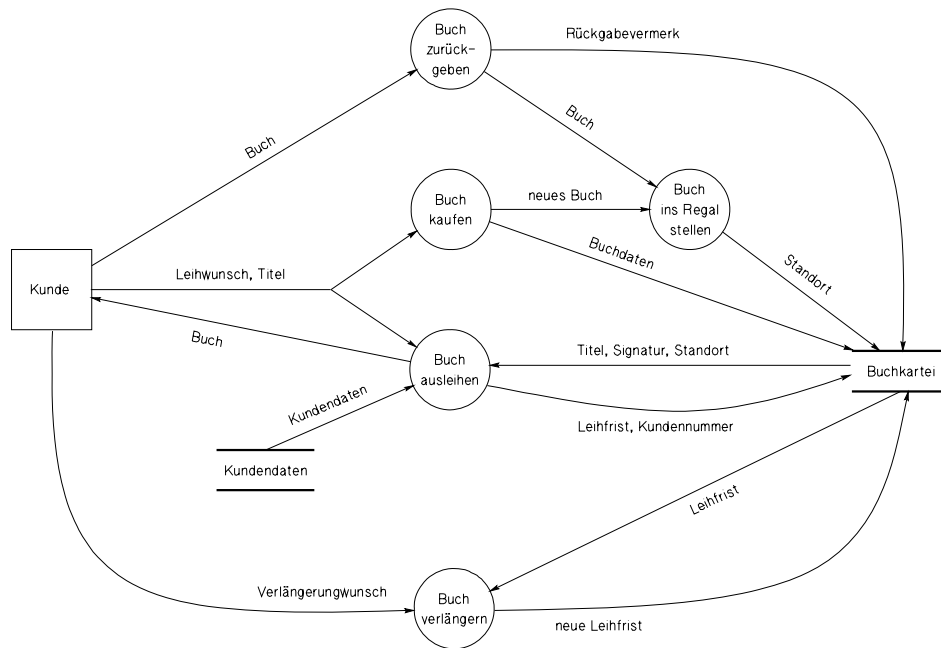 Buch
zurück-
geben
Rückgabevermerk
Buch
Buch
Buch
kaufen
neues Buch
Buch
ins Regal
stellen
Buchdaten
Standort
Kunde
Leihwunsch, Titel
Buch
Buch
ausleihen
Titel, Signatur, Standort
Buchkartei
Kundendaten
Leihfrist, Kundennummer
Kundendaten
Leihfrist
Verlängerungwunsch
Buch
verlängern
neue Leihfrist